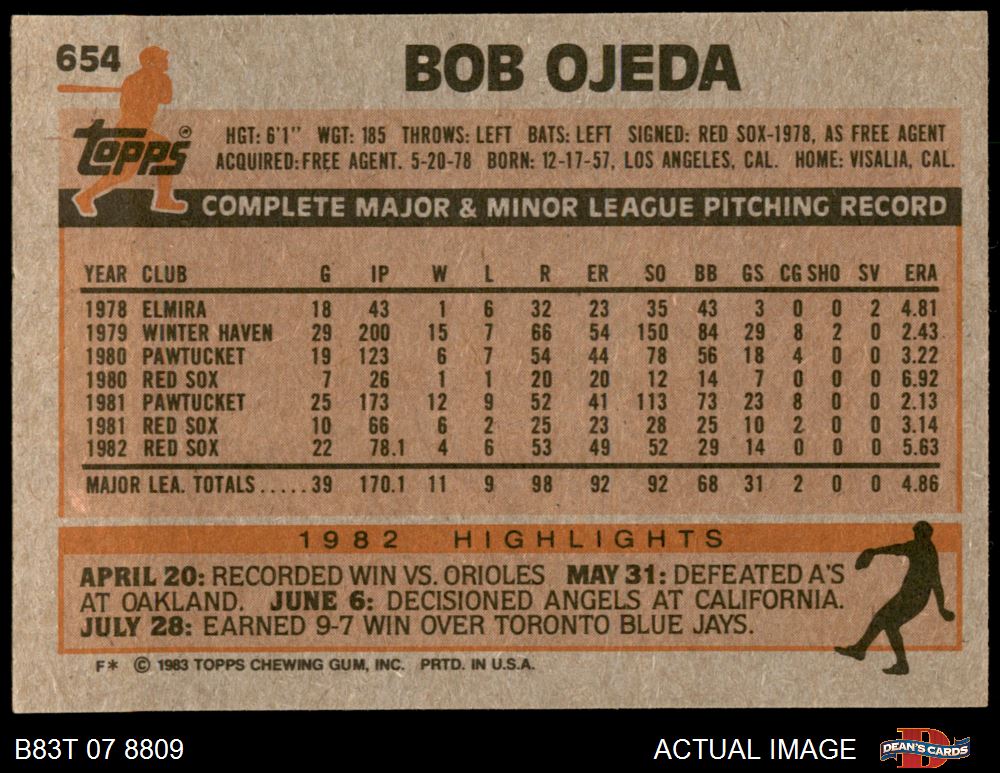 654
BOB OJEDA
Topps ®
HGT: 6'1" WGT: 185 THROWS: LEFT BATS: LEFT SIGNED: RED SOX-1978, AS FREE AGENT
ACQUIRED:FREE AGENT. 5-20-78 BORN: 12-17-57, LOS ANGELES, CAL. HOME: VISALIA, CAL.
COMPLETE MAJOR & MINOR LEAGUE PITCHING RECORD
YEAR CLUB G IP W L R ER SO BB GS CG SHO SV ERA
1978 ELMIRA 18 43 1 6 32 23 35 43 3 0 0 2 4.81
1979 WINTER HAVEN 29 200 15 7 66 54 150 84 29 8 2 0 2.43
1980 PAWTUCKET 19 123 6 7 54 44 78 56 18 4 0 0 3.22
1980 RED SOX 7 26 1 1 20 20 12 14 7 0 0 0 6.92
1981 PAWTUCKET 25 173 12 9 52 41 113 73 23 8 0 0 2.13
1981 RED SOX 10 66 6 2 25 23 28 25 10 2 0 0 3.14
1982 RED SOX 22 78.1 4 6 53 49 52 29 14 0 0 0 5.63
MAJOR LEA. TOTALS.....39 170.1 11 9 98 92 92 68 31 2 0 0 4.86
1982 HIGHLIGHTS
APRIL 20: RECORDED WIN VS. ORIOLES MAY 31: DEFEATED A'S
AT OAKLAND. JUNE 6: DECISIONED ANGELS AT CALIFORNIA.
JULY 28: EARNED 9-7 WIN OVER TORONTO BLUE JAYS.
F* © 1983 TOPPS CHEWING GUM, INC. PRTD. IN U.S.A.
B83T 07 8809
ACTUAL IMAGE
DEAN'S CARDS